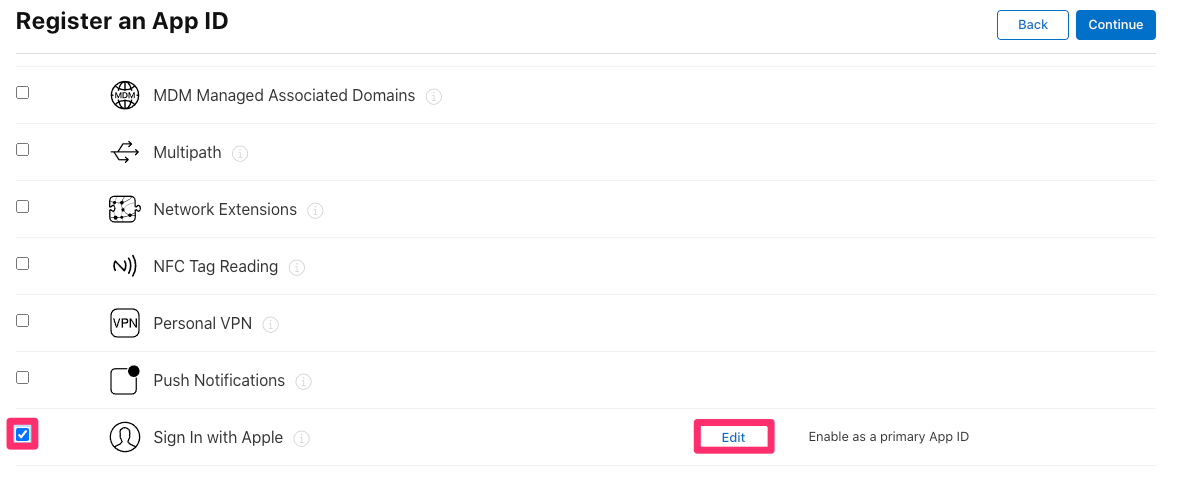 Register an App ID
Back
Continue
MDM
MDM Managed Associated Domains
Multipath
Network Extensions
NFC Tag Reading
VPN
Personal VPN
Push Notifications
Sign In with Apple
Edit
Enable as a primary App ID